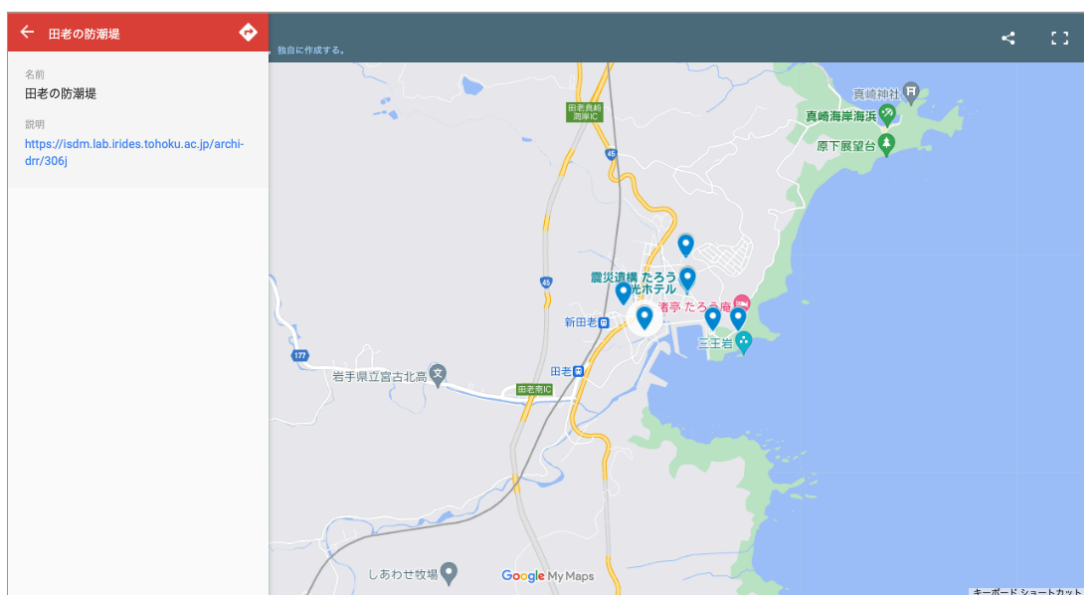 田老の防潮堤
独自に作成する。
名前
田老の防潮堤
説明
https://isdm.lab.irides.tohoku.ac.jp/archi-
drr/306j
真崎神社
田老真崎
海岸IC
真崎海岸海浜
45
原下展望台
震災遺構 たろう
光ホテル
45
渚亭 たろう庵
新田老
三王岩
177
田老
岩手県立宮古北高
田老南IC
しあわせ牧場
Google My Maps
キーボード ショートカット